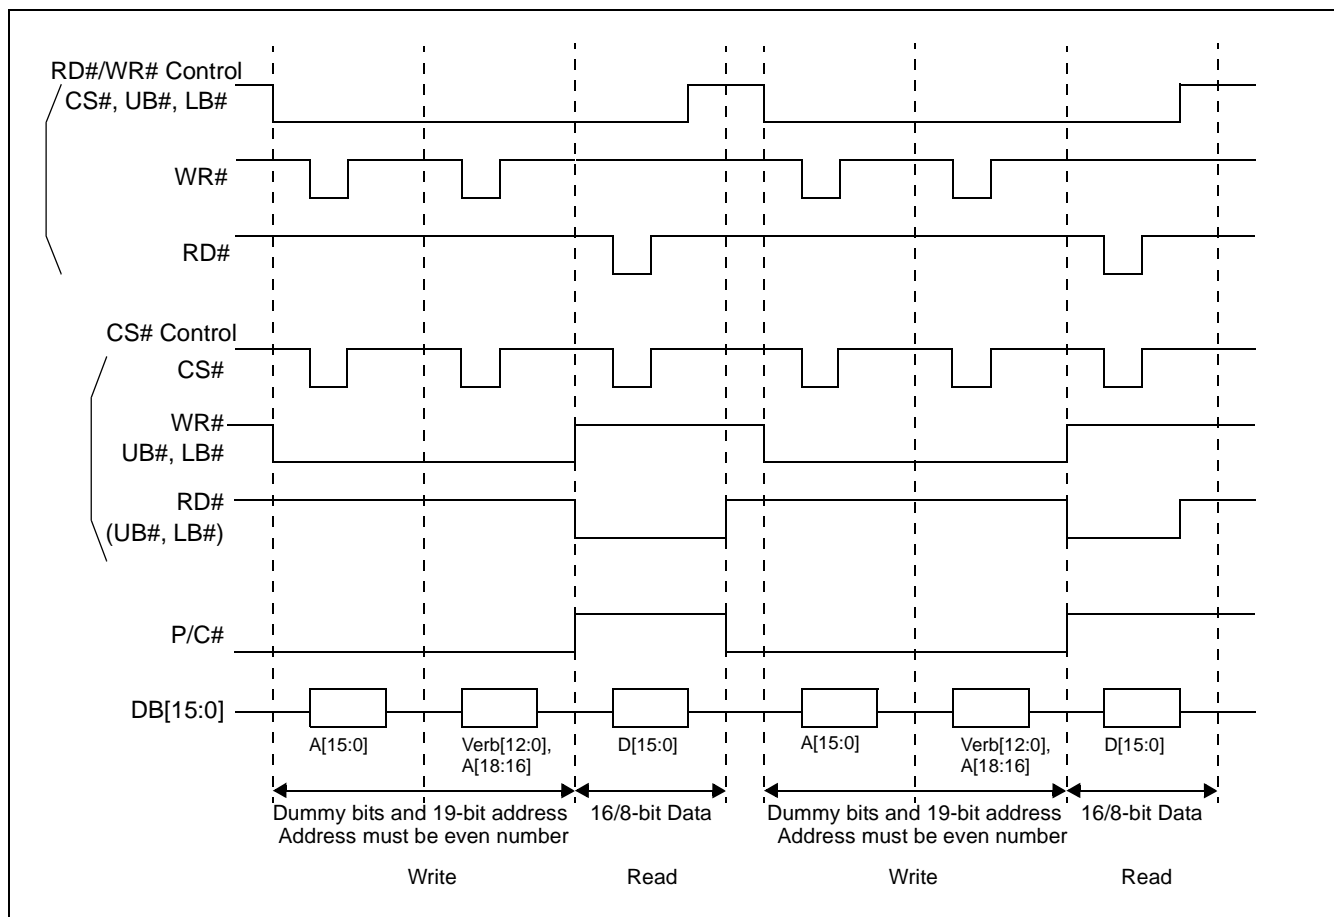 RD#/WR# Control
CS#, UB#, LB#
WR#
RD#
CS# Control
CS#
WR#
UB#, LB#
RD#
(UB#, LB#)
P/C#
DB[15:0]
A[15:0]
Verb[12:0],
A[18:16]
D[15:0]
A[15:0]
Verb[12:0],
A[18:16]
D[15:0]
Dummy bits and 19-bit address
Address must be even number
16/8-bit Data
Dummy bits and 19-bit address
Address must be even number
16/8-bit Data
Write
Read
Write
Read